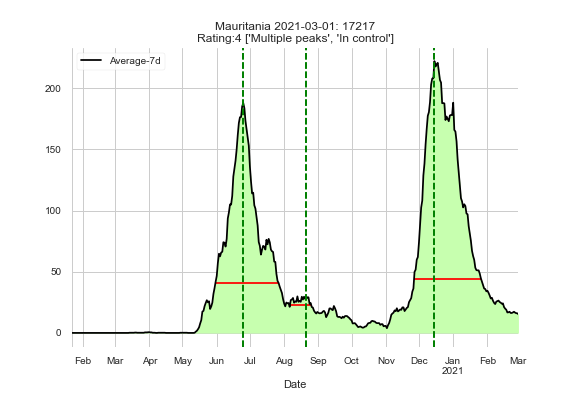 Mauritania 2021-03-01: 17217
Rating:4 ['Multiple peaks', 'In control']
Average-7d
200
150
100
50
0
Feb Mar Apr May Jun Jul Aug Sep Oct Nov Dec Jan Feb Mar
2021
Date